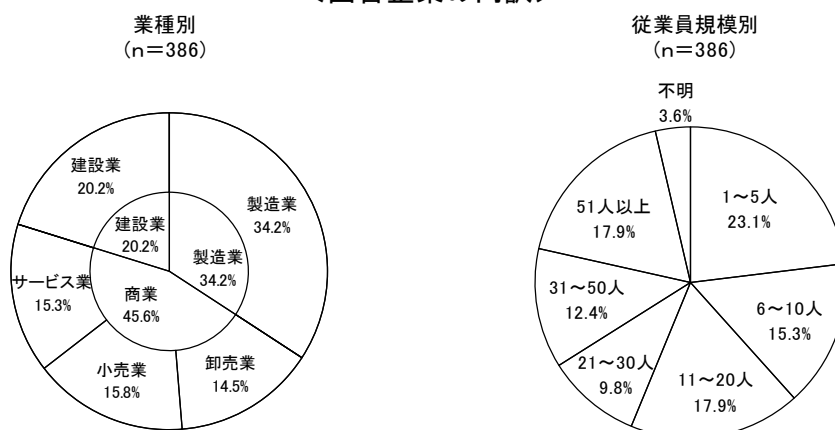 業種別
(n=386)
建設業
20.2%
製造業
34.2%
建設業
20.2%
製造業
34.2%
サービス業
15.3%
商業
45.6%
小売業
15.8%
卸売業
14.5%
従業員規模別
(n=386)
不明
3.6%
1~5人
23.1%
51人以上
17.9%
31~50人
12.4%
6~10人
15.3%
21~30人
9.8%
11~20人
17.9%